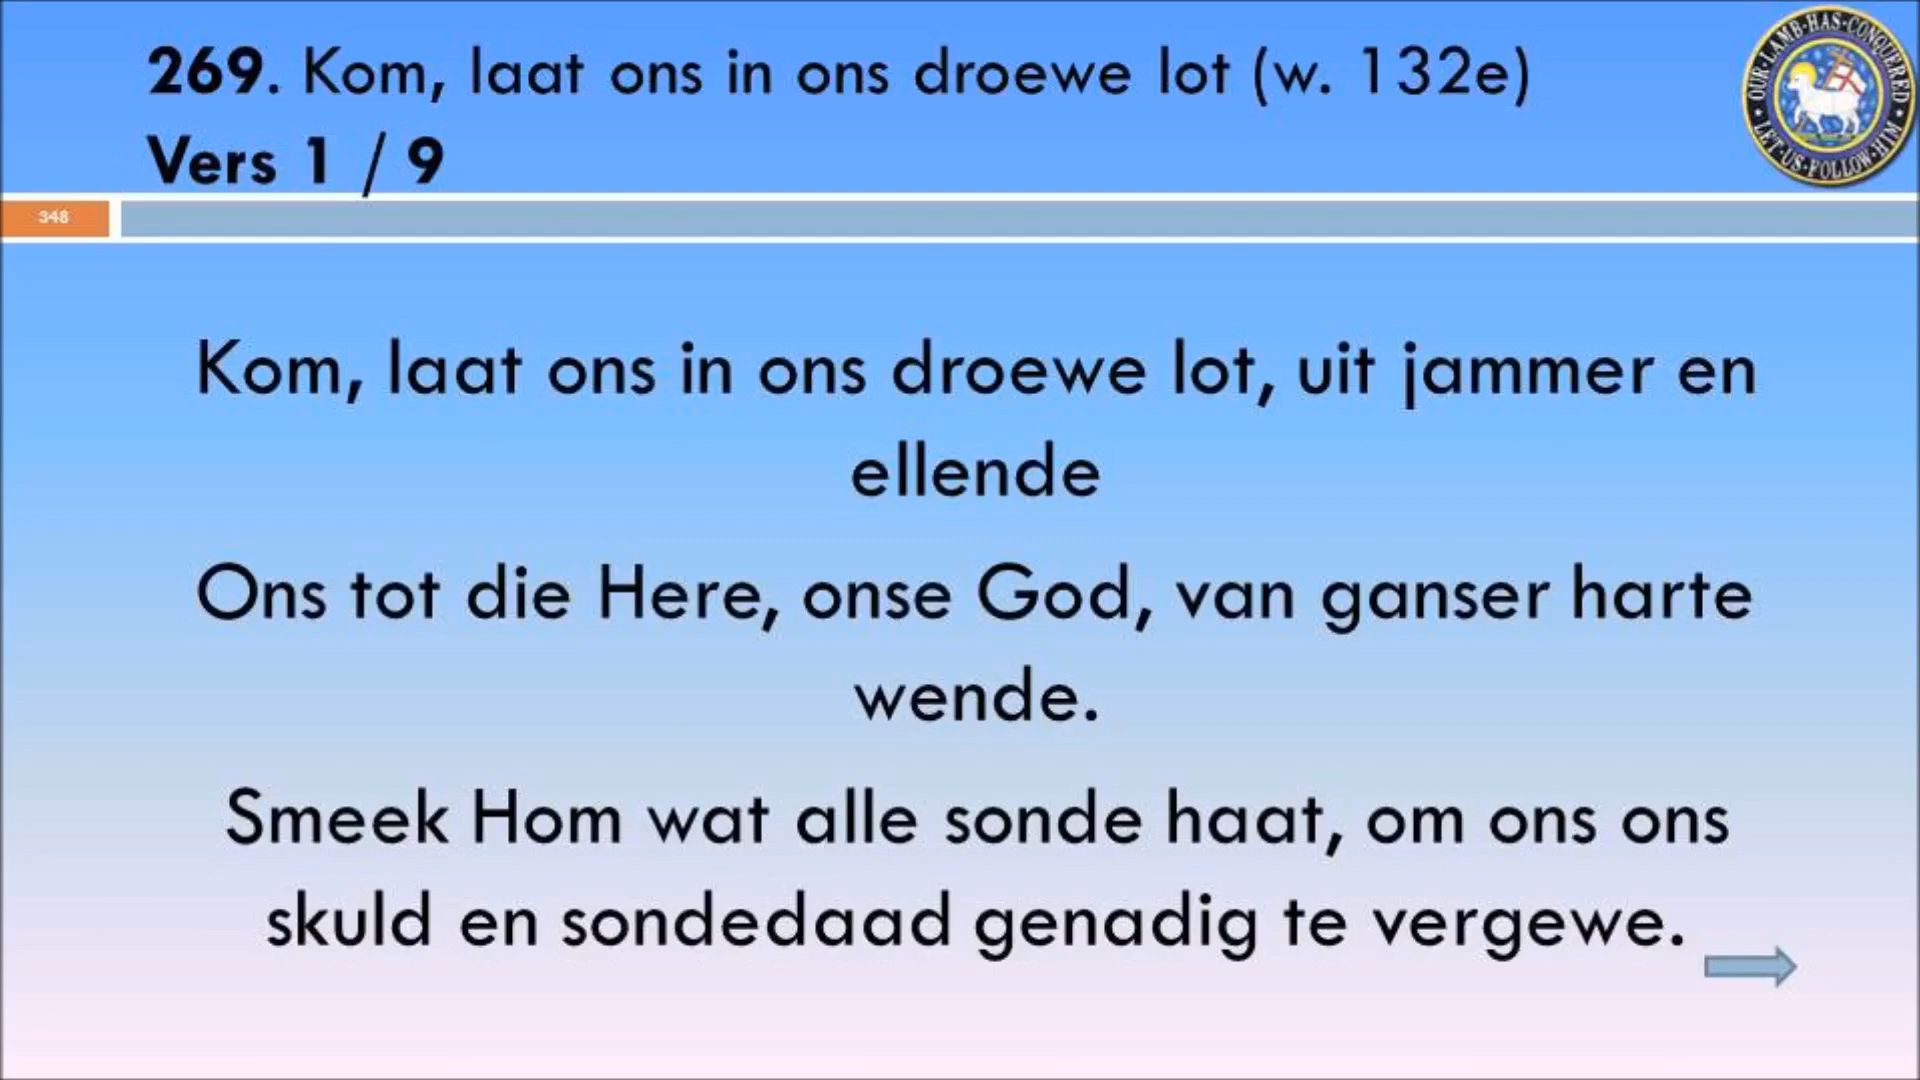 269. Kom, laat ons in ons droewe lot (w. 132e)
Vers 1 / 9
OUR·LAMB·HAS·CONQUERED
LET·US·FOLLOW·HIM
348
Kom, laat ons in ons droewe lot, uit jammer en
ellende
Ons tot die Here, onse God, van ganser harte
wende.
Smeek Hom wat alle sonde haat, om ons ons
skuld en sondedaad genadig te vergewe.